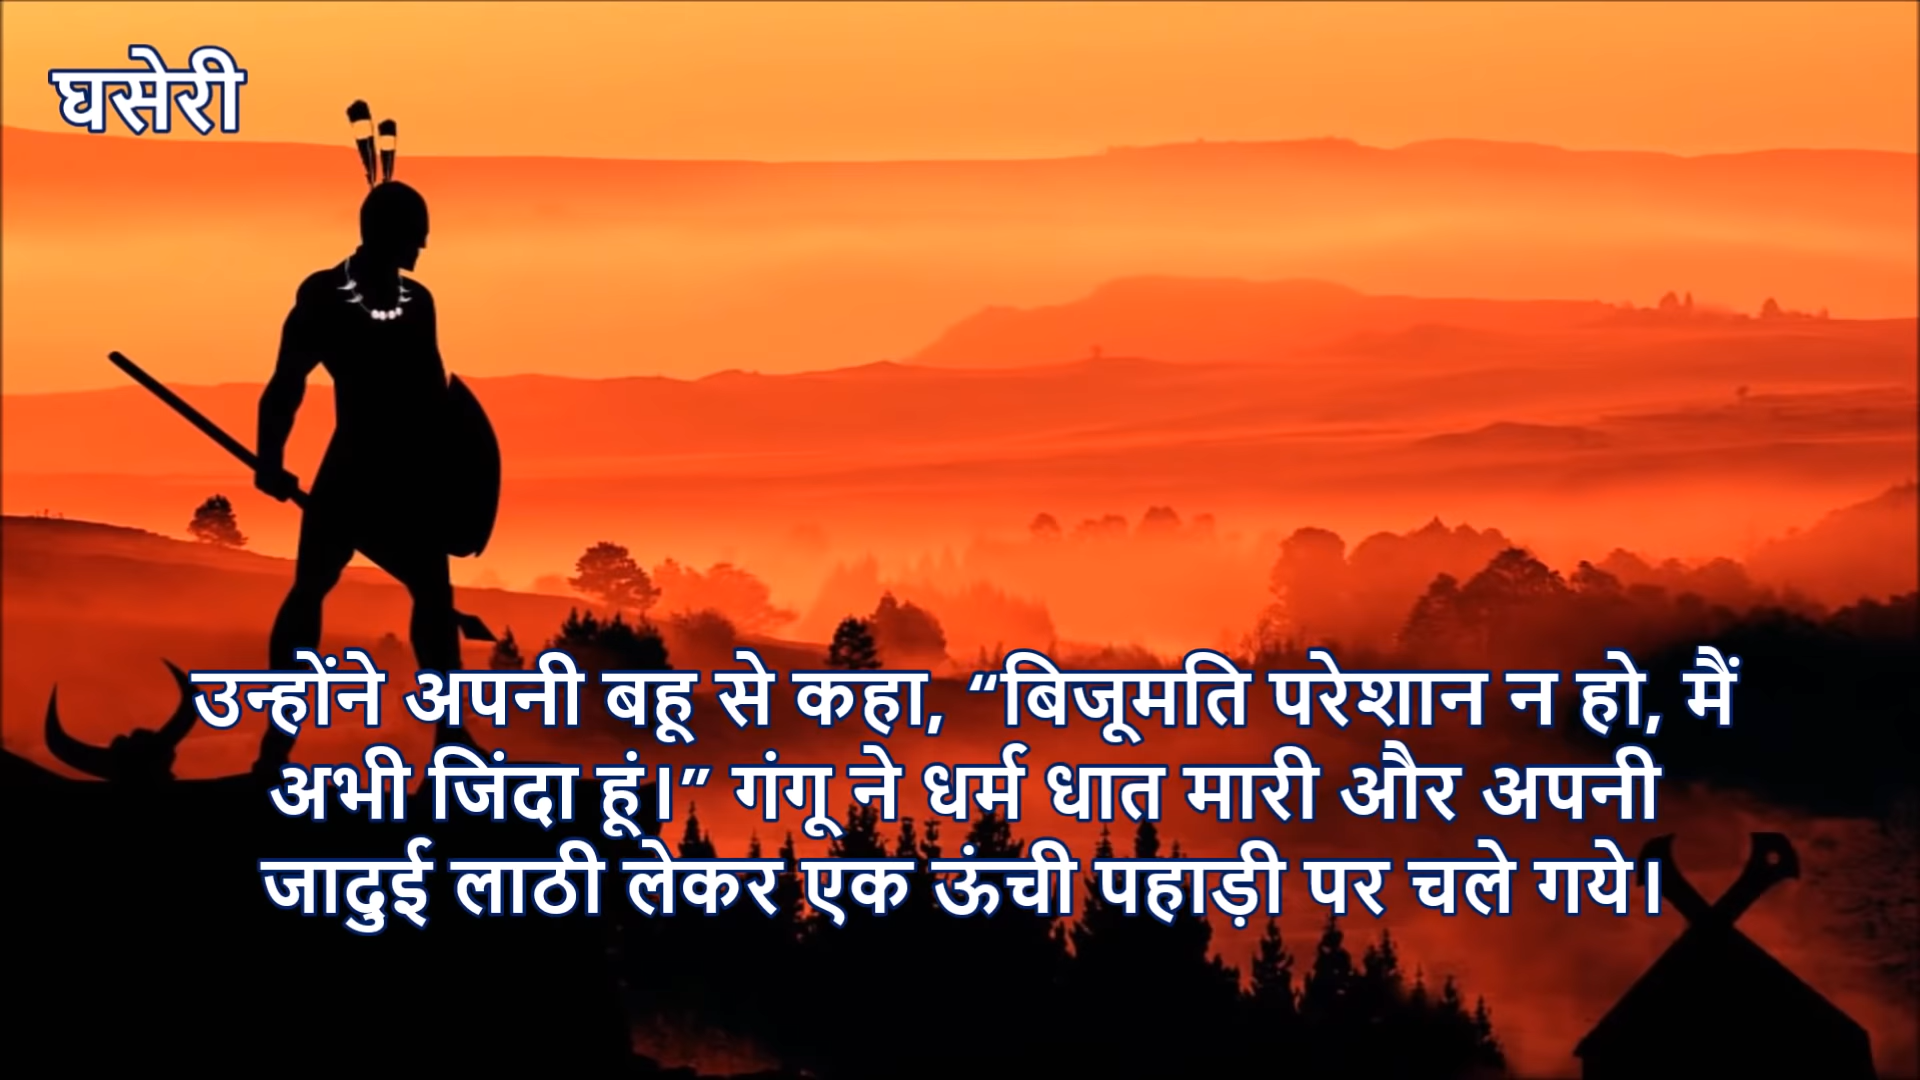 घसेरी
उन्होंने अपनी बहू से कहा, “बिजूमति परेशान न हो, मैं
अभी जिंदा हूं।” गंगू ने धर्म धात मारी और अपनी
जादुई लाठी लेकर एक ऊंची पहाड़ी पर चले गये।